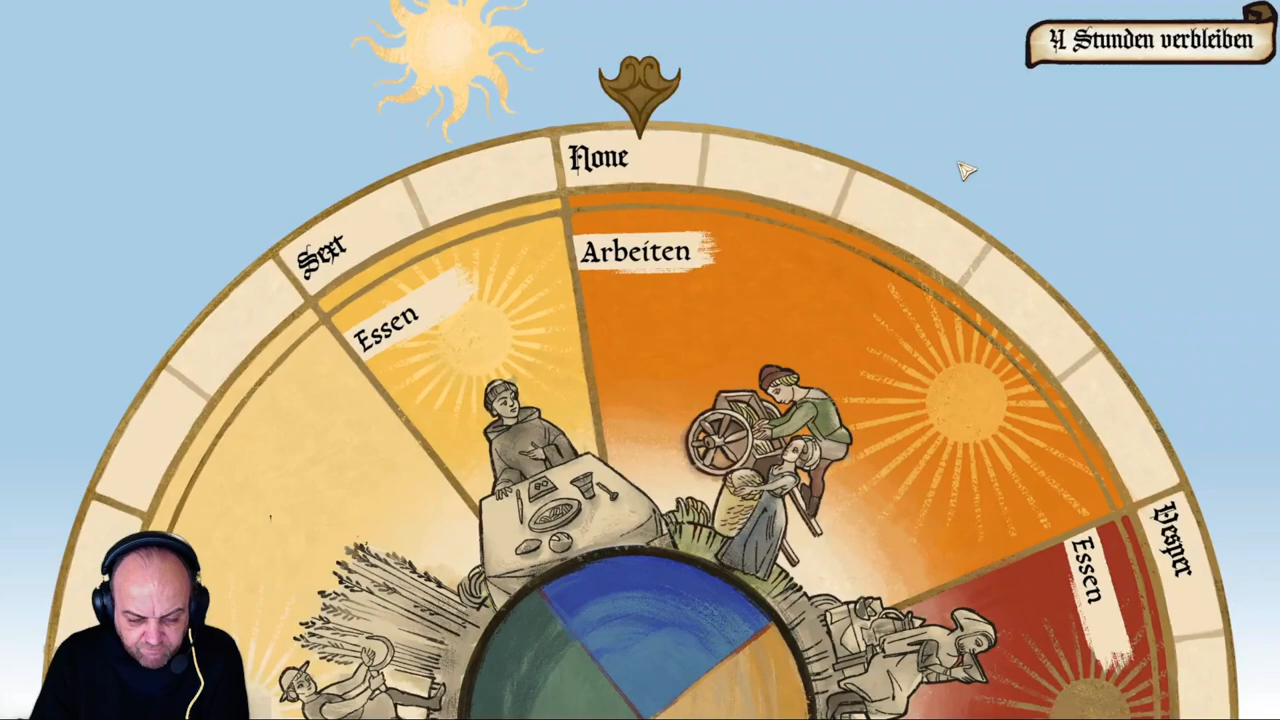 4 Stunden verbleiben
None
Sext
Arbeiten
Essen
Vesper
Essen